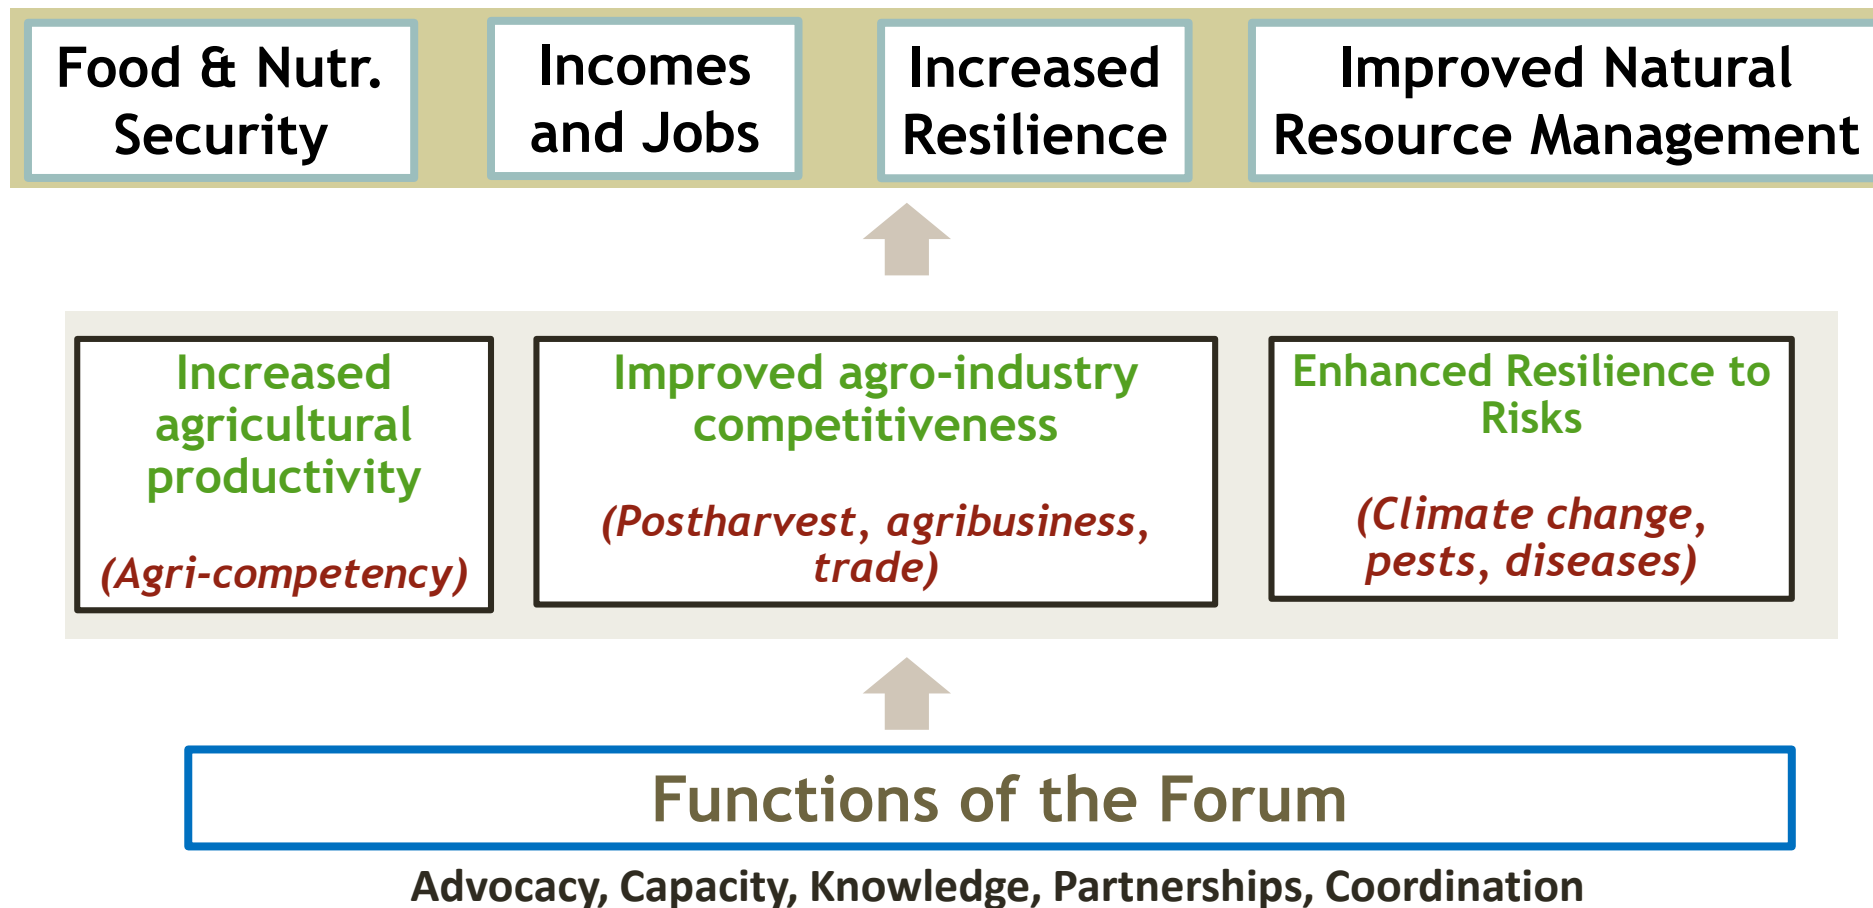 Food & Nutr.
Security
Incomes
and Jobs
Increased
Resilience
Improved Natural
Resource Management
Increased
agricultural
productivity
(Agri-competency)
Improved agro-industry
competitiveness
(Postharvest, agribusiness,
trade)
Enhanced Resilience to
Risks
(Climate change,
pests, diseases)
Functions of the Forum
Advocacy, Capacity, Knowledge, Partnerships, Coordination